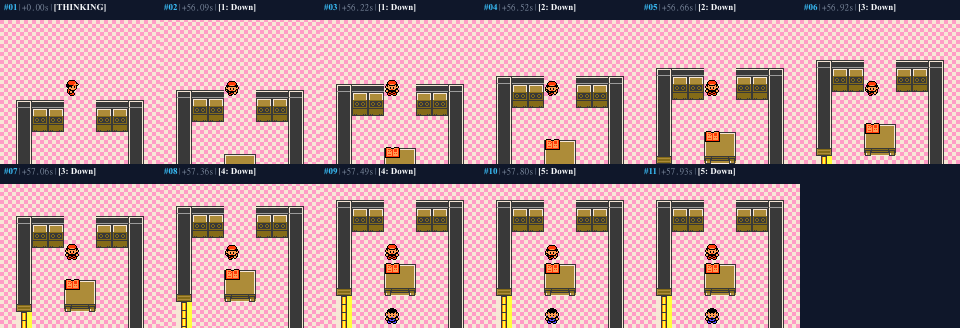 #01 | +0.00s | [THINKING]
#02 | +56.09s | [1: Down]
#03 | +56.22s | [1: Down]
#04 | +56.52s | [2: Down]
#05 | +56.66s | [2: Down]
#06 | +56.92s | [3: Down]
#07 | +57.06s | [3: Down]
#08 | +57.36s | [4: Down]
#09 | +57.49s | [4: Down]
#10 | +57.80s | [5: Down]
#11 | +57.93s | [5: Down]